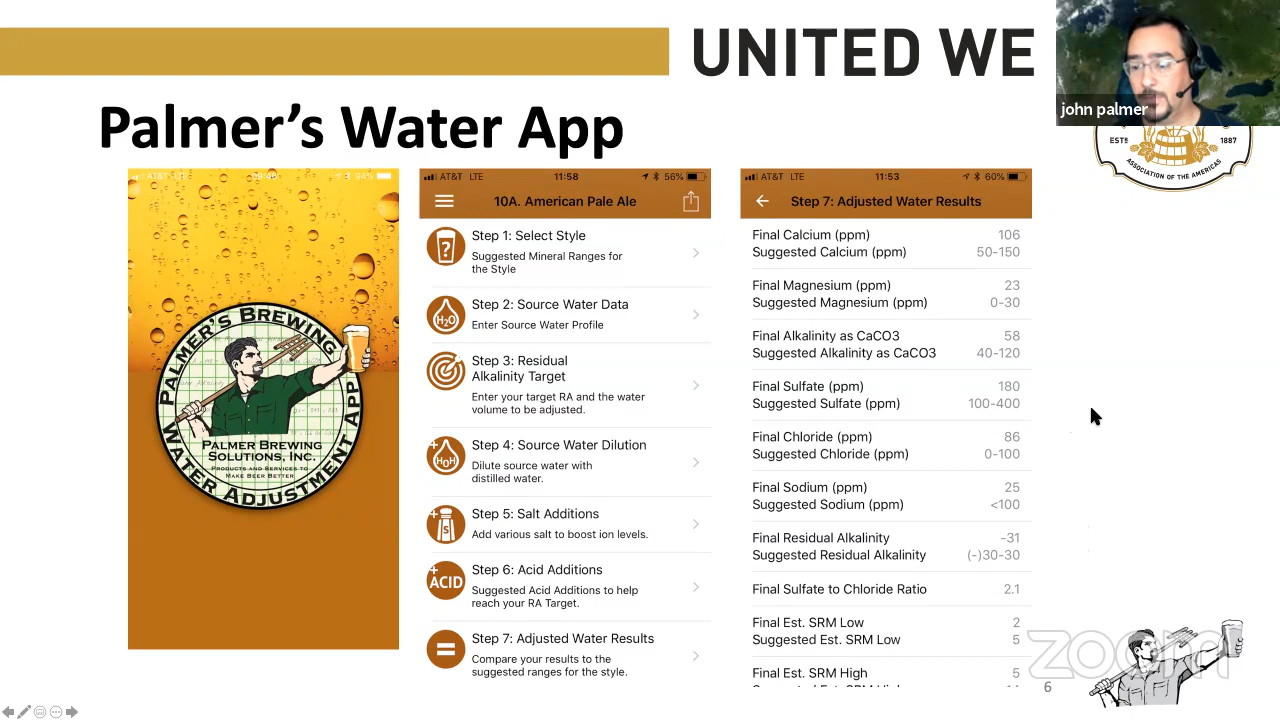 UNITED WE
john palmer
Palmer's Water App
ESTB 1887
ASSOCIATION OF THE AMERICAS
AT&T LTE 94%
PALMER'S BREWING
WATER ADJUSTMENT APP
PALMER BREWING
SOLUTIONS, INC.
PRODUCTS AND SERVICES TO
MAKE BEER BETTER
AT&T LTE 11:58 56%
10A. American Pale Ale
?
Step 1: Select Style
Suggested Mineral Ranges for
the Style
H2O
Step 2: Source Water Data
Enter Source Water Profile
Step 3: Residual
Alkalinity Target
Enter your target RA and the water
volume to be adjusted.
+
HOH
Step 4: Source Water Dilution
Dilute source water with
distilled water.
+
S
Step 5: Salt Additions
Add various salt to boost ion levels.
+
ACID
Step 6: Acid Additions
Suggested Acid Additions to help
reach your RA Target.
=
Step 7: Adjusted Water Results
Compare your results to the
suggested ranges for the style.
AT&T LTE 11:53 60%
Step 7: Adjusted Water Results
Final Calcium (ppm) 106
Suggested Calcium (ppm) 50-150
Final Magnesium (ppm) 23
Suggested Magnesium (ppm) 0-30
Final Alkalinity as CaCO3 58
Suggested Alkalinity as CaCO3 40-120
Final Sulfate (ppm) 180
Suggested Sulfate (ppm) 100-400
Final Chloride (ppm) 86
Suggested Chloride (ppm) 0-100
Final Sodium (ppm) 25
Suggested Sodium (ppm) <100
Final Residual Alkalinity -31
Suggested Residual Alkalinity (-)30-30
Final Sulfate to Chloride Ratio 2.1
Final Est. SRM Low 2
Suggested Est. SRM Low 5
Final Est. SRM High 5
zoom
6